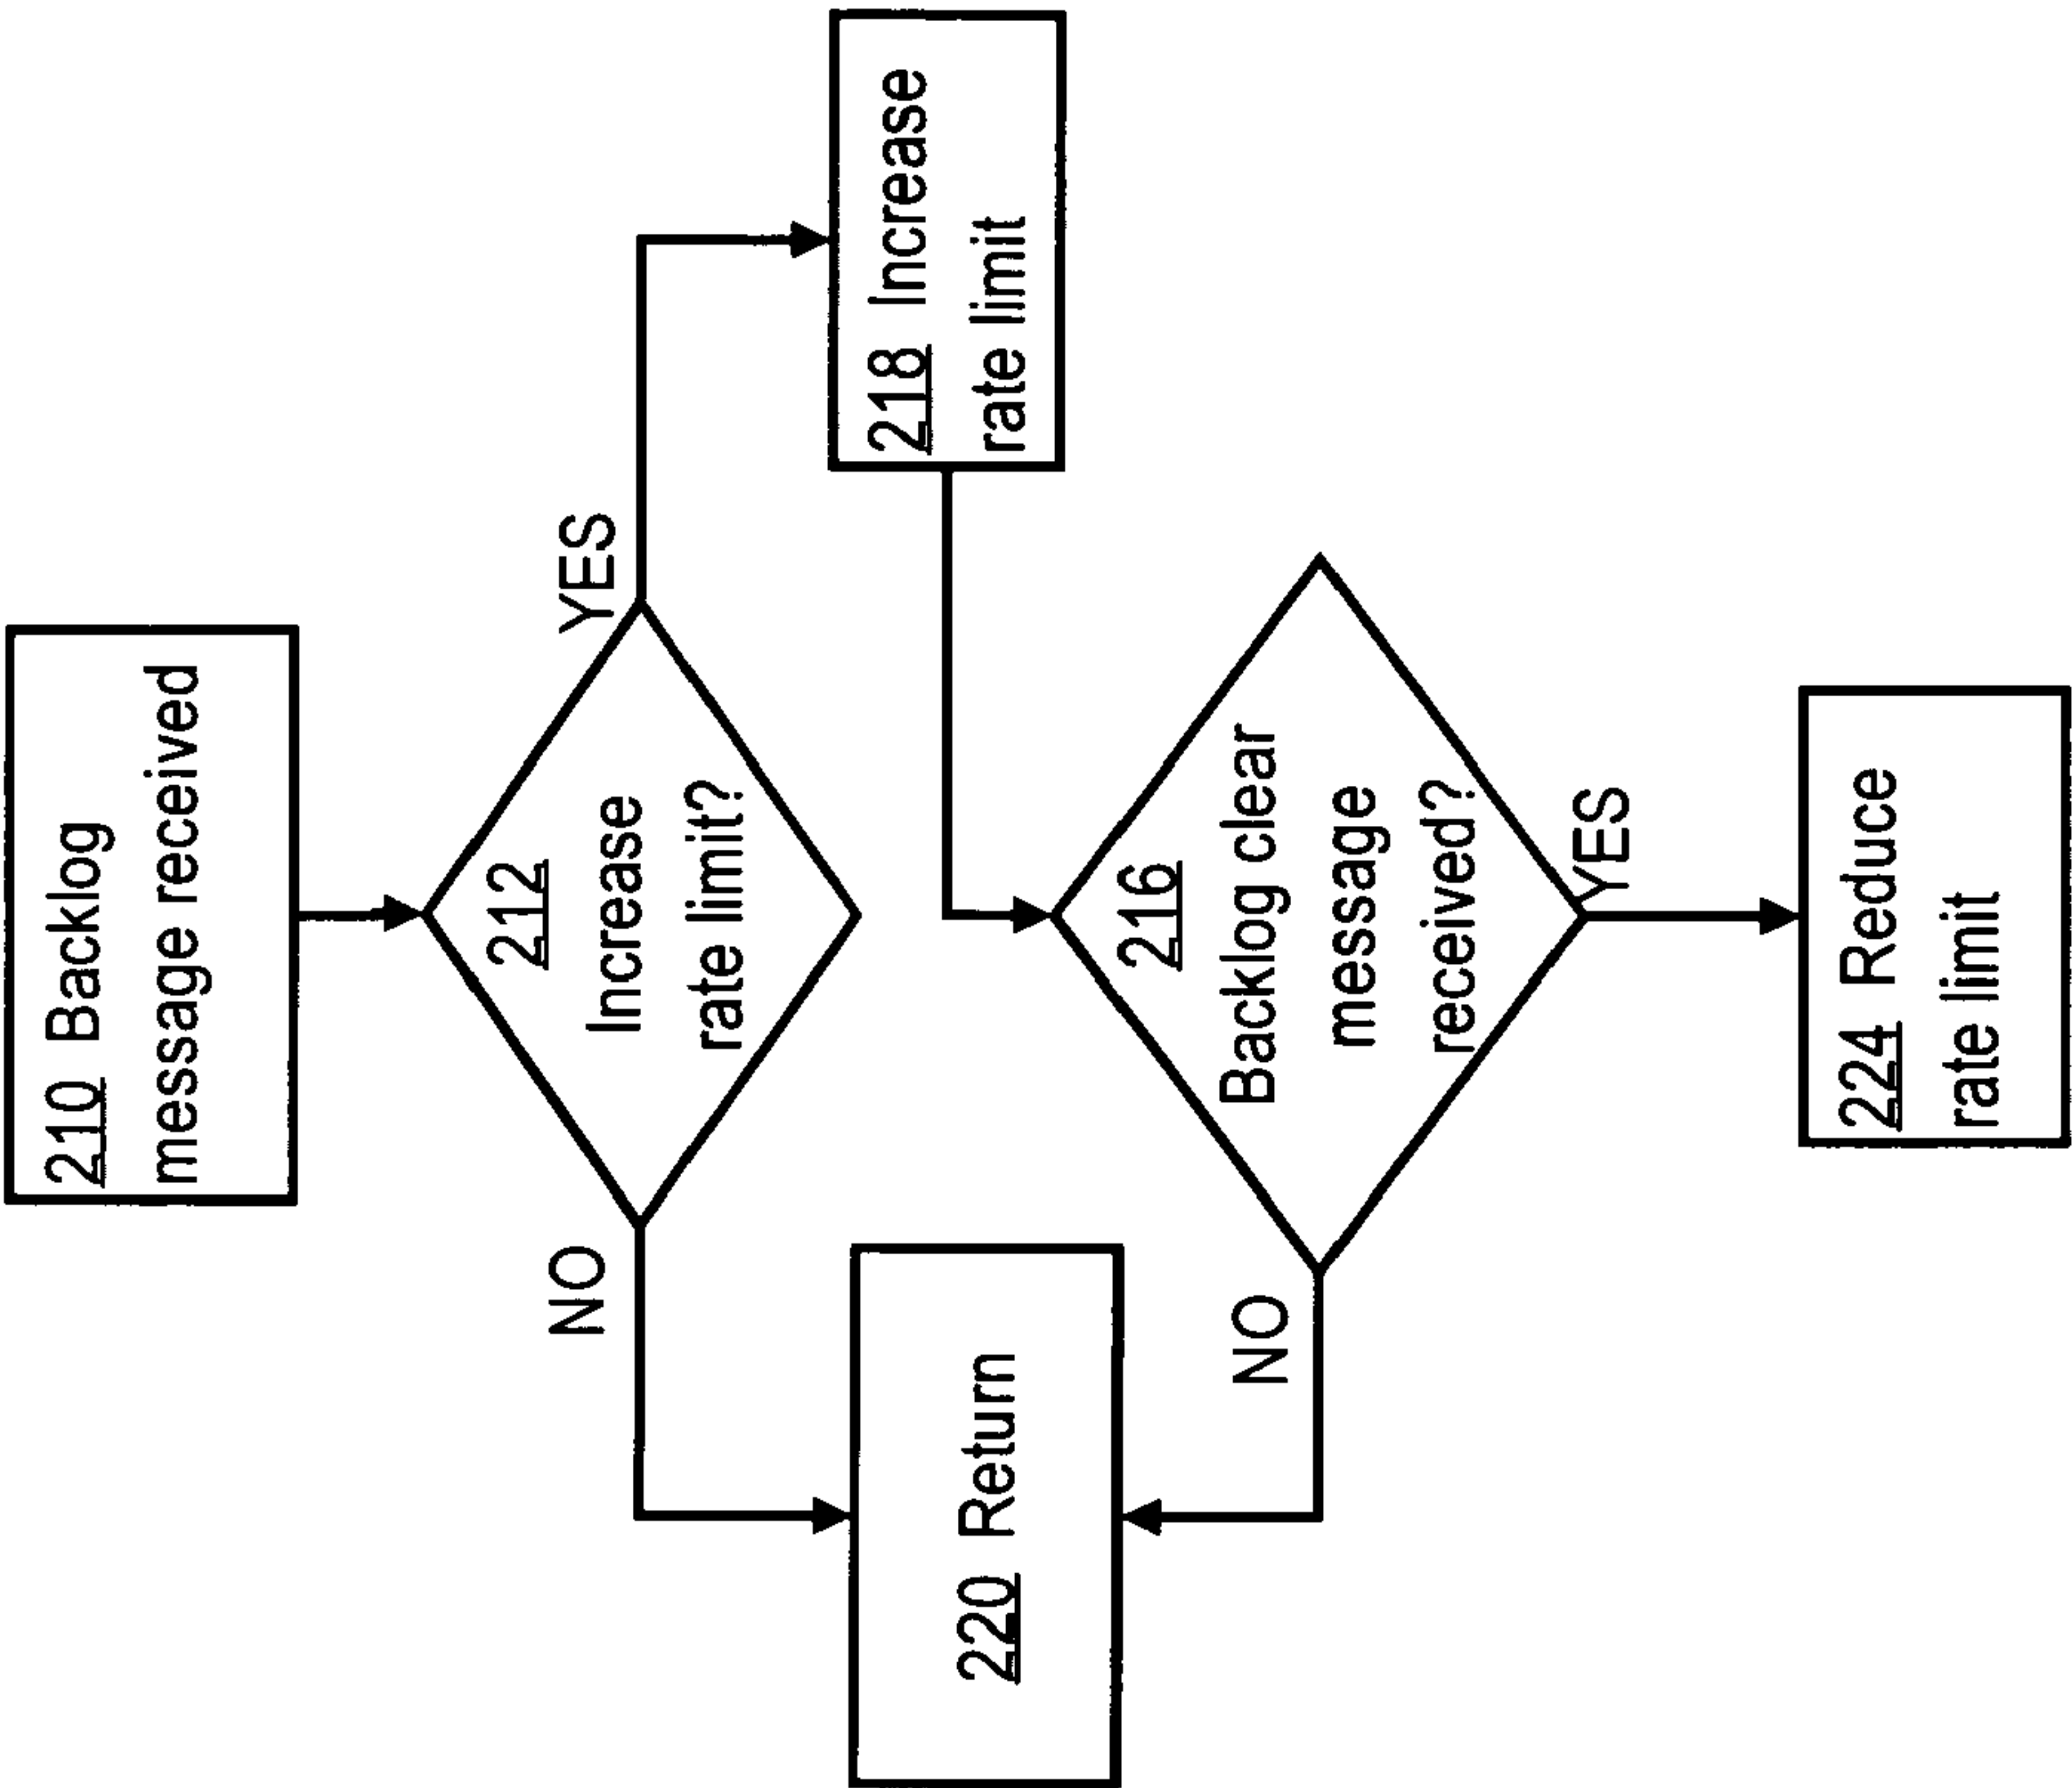 210 Backlog
message received
212
Increase
rate limit?
YES
NO
218 Increase
rate limit
220 Return
216
Backlog clear
message
received?
NO
YES
224 Reduce
rate limit